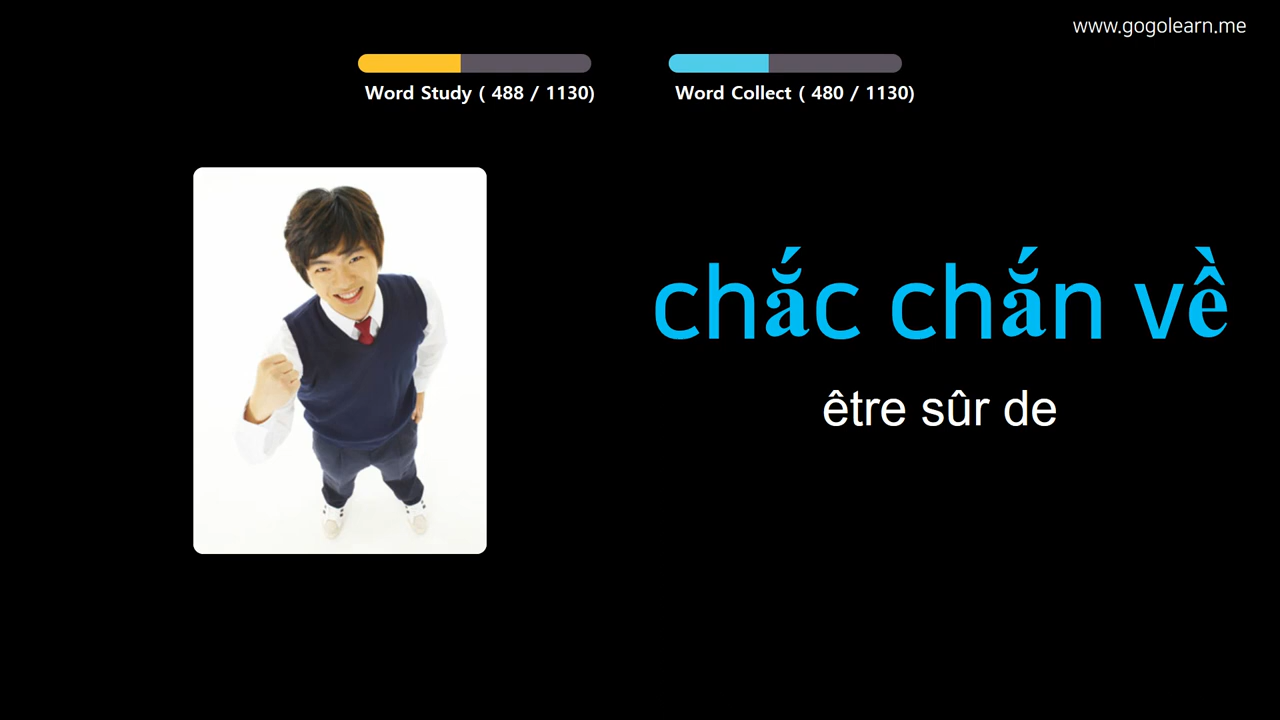 www.gogolearn.me
Word Study ( 488 / 1130)
Word Collect ( 480 / 1130)
chắc chắn về
être sûr de